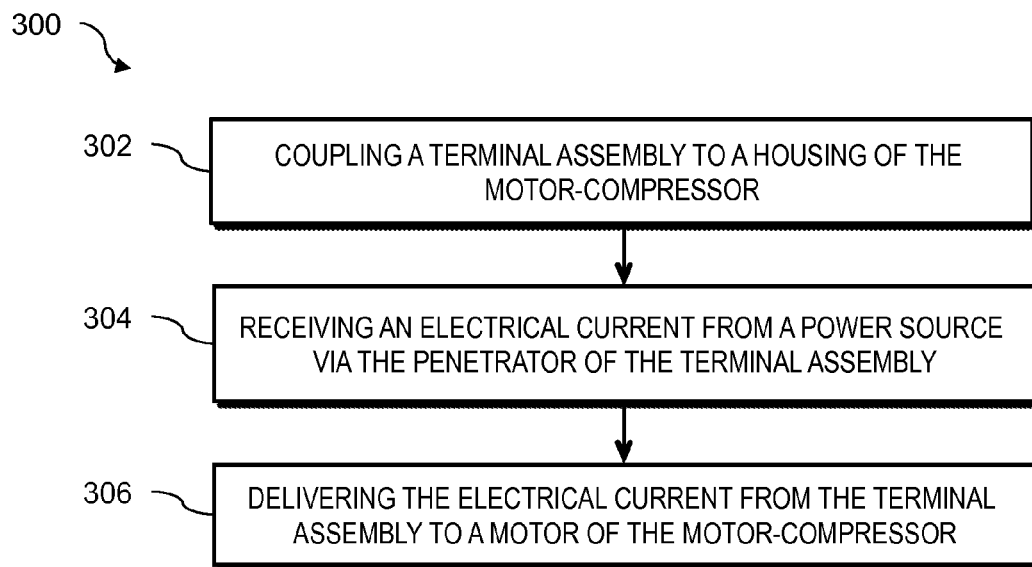 300
302
COUPLING A TERMINAL ASSEMBLY TO A HOUSING OF THE
MOTOR-COMPRESSOR
304
RECEIVING AN ELECTRICAL CURRENT FROM A POWER SOURCE
VIA THE PENETRATOR OF THE TERMINAL ASSEMBLY
306
DELIVERING THE ELECTRICAL CURRENT FROM THE TERMINAL
ASSEMBLY TO A MOTOR OF THE MOTOR-COMPRESSOR